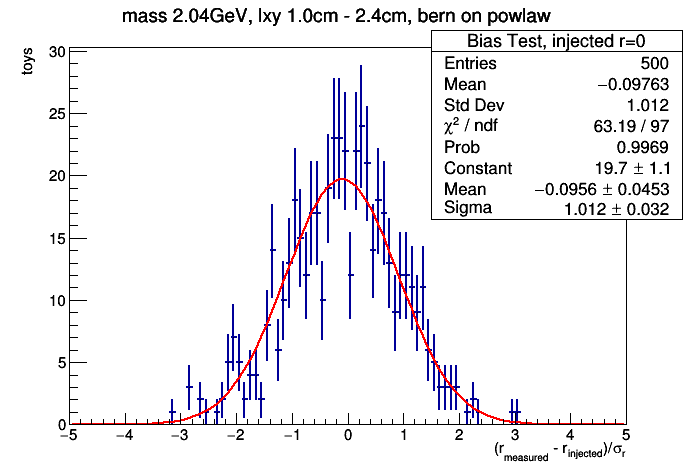 mass 2.04GeV, lxy 1.0cm - 2.4cm, bern on powlaw
Bias Test, injected r=0
Entries 500
Mean −0.09763
Std Dev 1.012
χ² / ndf 63.19 / 97
Prob 0.9969
Constant 19.7 ± 1.1
Mean −0.0956 ± 0.0453
Sigma 1.012 ± 0.032
toys
30
25
20
15
10
5
0
−5 −4 −3 −2 −1 0 1 2 3 4 5
(r_measured - r_injected)/σ_r